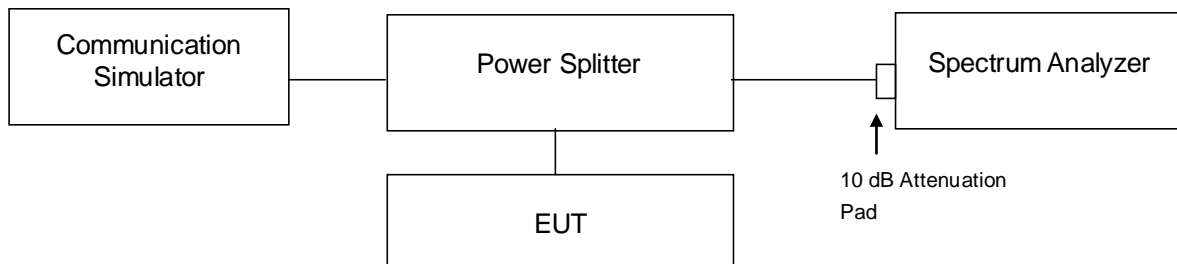 Communication
Simulator
Power Splitter
Spectrum Analyzer
10 dB Attenuation
Pad
EUT